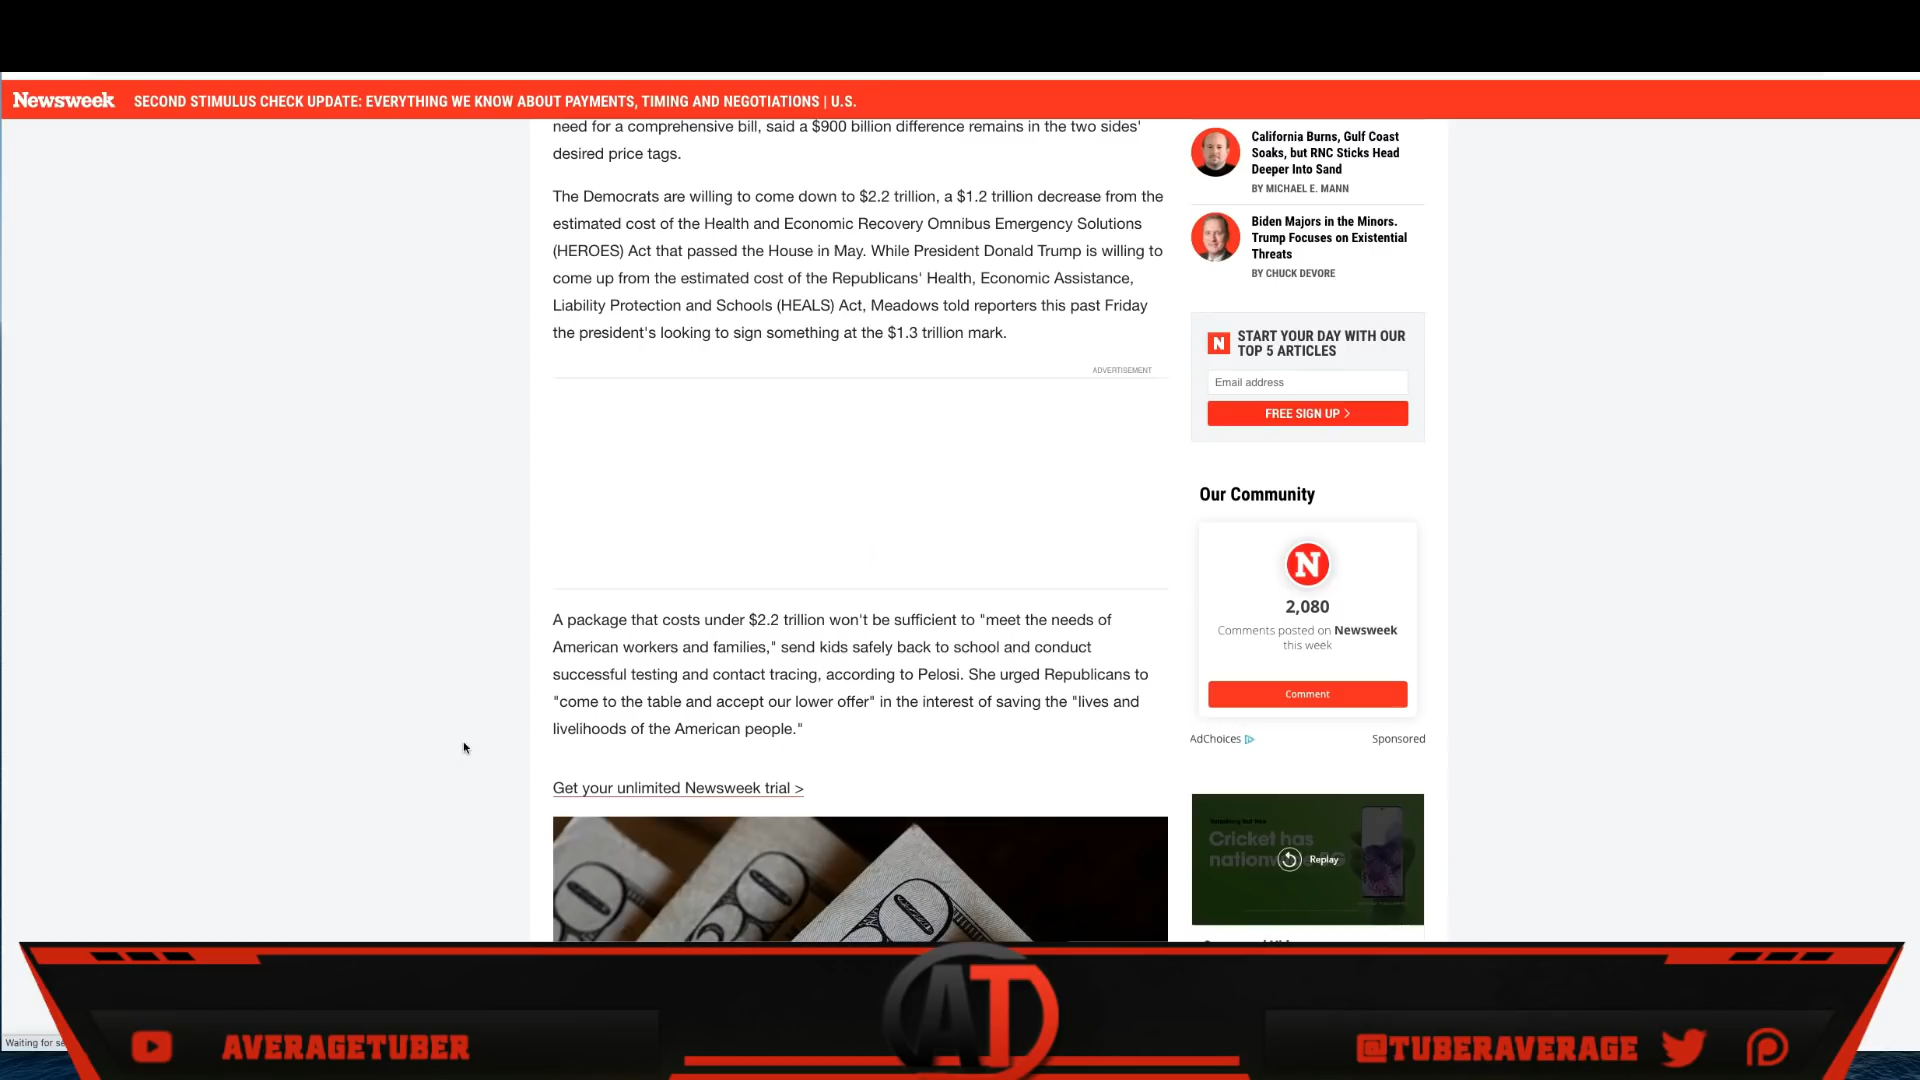 Newsweek SECOND STIMULUS CHECK UPDATE: EVERYTHING WE KNOW ABOUT PAYMENTS, TIMING AND NEGOTIATIONS | U.S.
need for a comprehensive bill, said a $900 billion difference remains in the two sides'
desired price tags.
The Democrats are willing to come down to $2.2 trillion, a $1.2 trillion decrease from the
estimated cost of the Health and Economic Recovery Omnibus Emergency Solutions
(HEROES) Act that passed the House in May. While President Donald Trump is willing to
come up from the estimated cost of the Republicans' Health, Economic Assistance,
Liability Protection and Schools (HEALS) Act, Meadows told reporters this past Friday
the president's looking to sign something at the $1.3 trillion mark.
ADVERTISEMENT
A package that costs under $2.2 trillion won't be sufficient to "meet the needs of
American workers and families," send kids safely back to school and conduct
successful testing and contact tracing, according to Pelosi. She urged Republicans to
"come to the table and accept our lower offer" in the interest of saving the "lives and
livelihoods of the American people."
Get your unlimited Newsweek trial >
California Burns, Gulf Coast
Soaks, but RNC Sticks Head
Deeper Into Sand
BY MICHAEL E. MANN
Biden Majors in the Minors.
Trump Focuses on Existential
Threats
BY CHUCK DEVORE
N
START YOUR DAY WITH OUR
TOP 5 ARTICLES
Email address
FREE SIGN UP >
Our Community
N
2,080
Comments posted on Newsweek
this week
Comment
AdChoices
Sponsored
Cricket has
Replay
Waiting for
AT
AVERAGETUBER
@TUBERAVERAGE